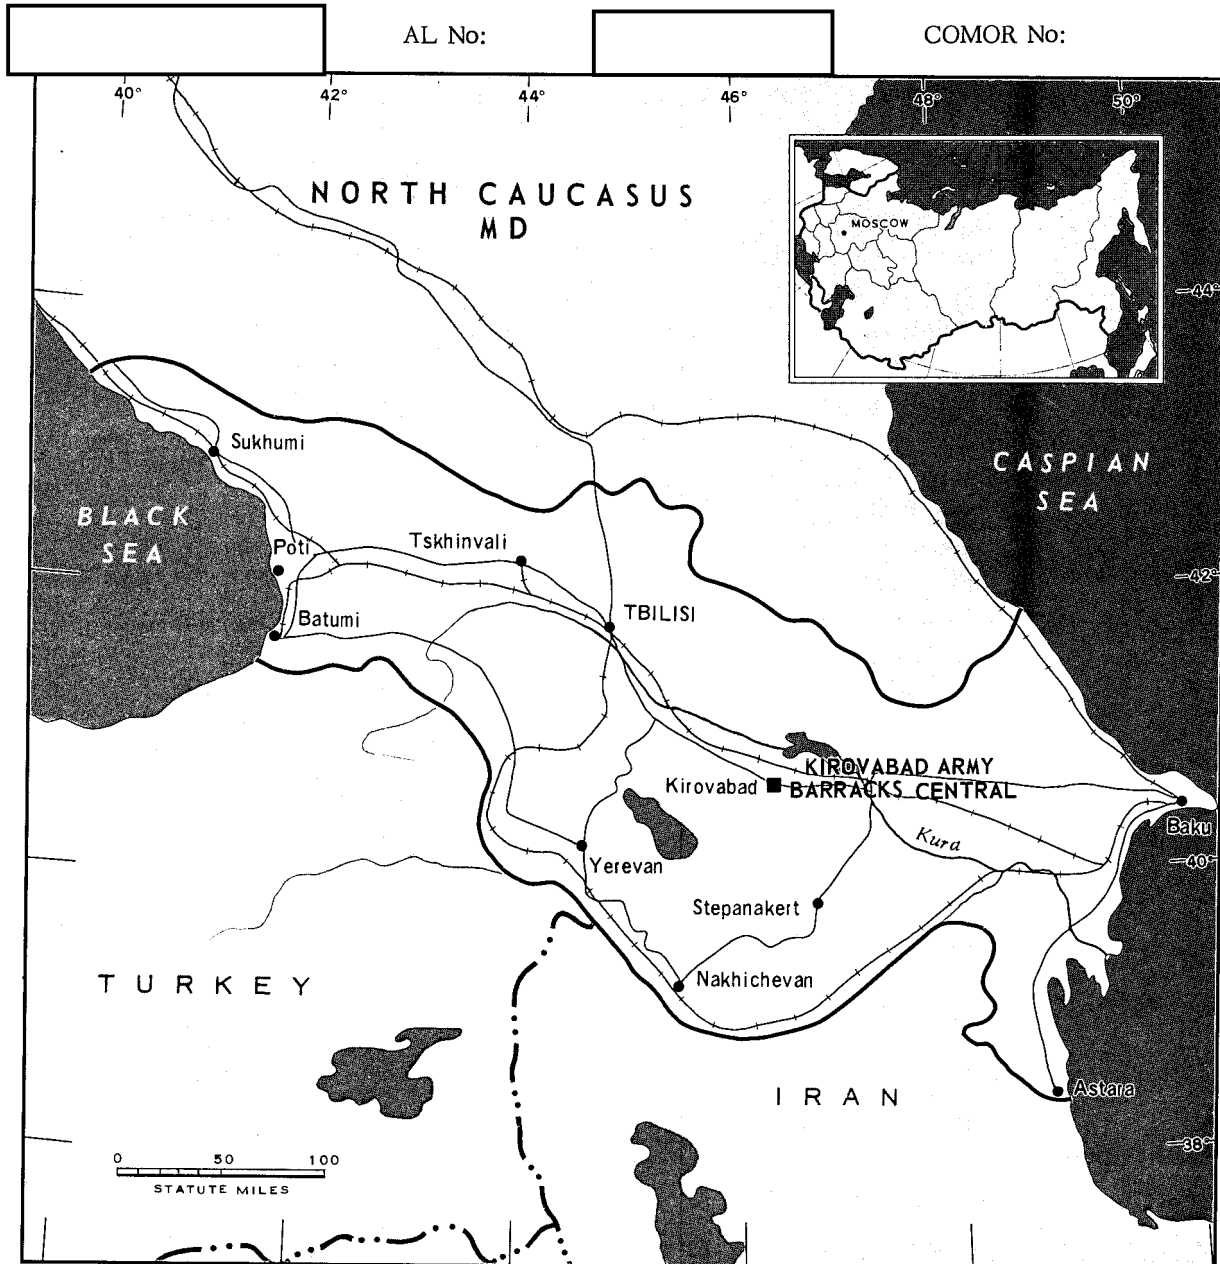 AL No:
COMOR No:
40°
42°
44°
46°
48°
50°
NORTH CAUCASUS
MD
MOSCOW
44°
Sukhumi
CASPIAN
SEA
BLACK
SEA
Poti
Tskhinvali
42°
Batumi
TBILISI
KIROVABAD ARMY
BARRACKS CENTRAL
Kirovabad
Baku
Kura
Yerevan
40°
Stepanakert
Nakhichevan
TURKEY
IRAN
Astara
38°
0 50 100
STATUTE MILES